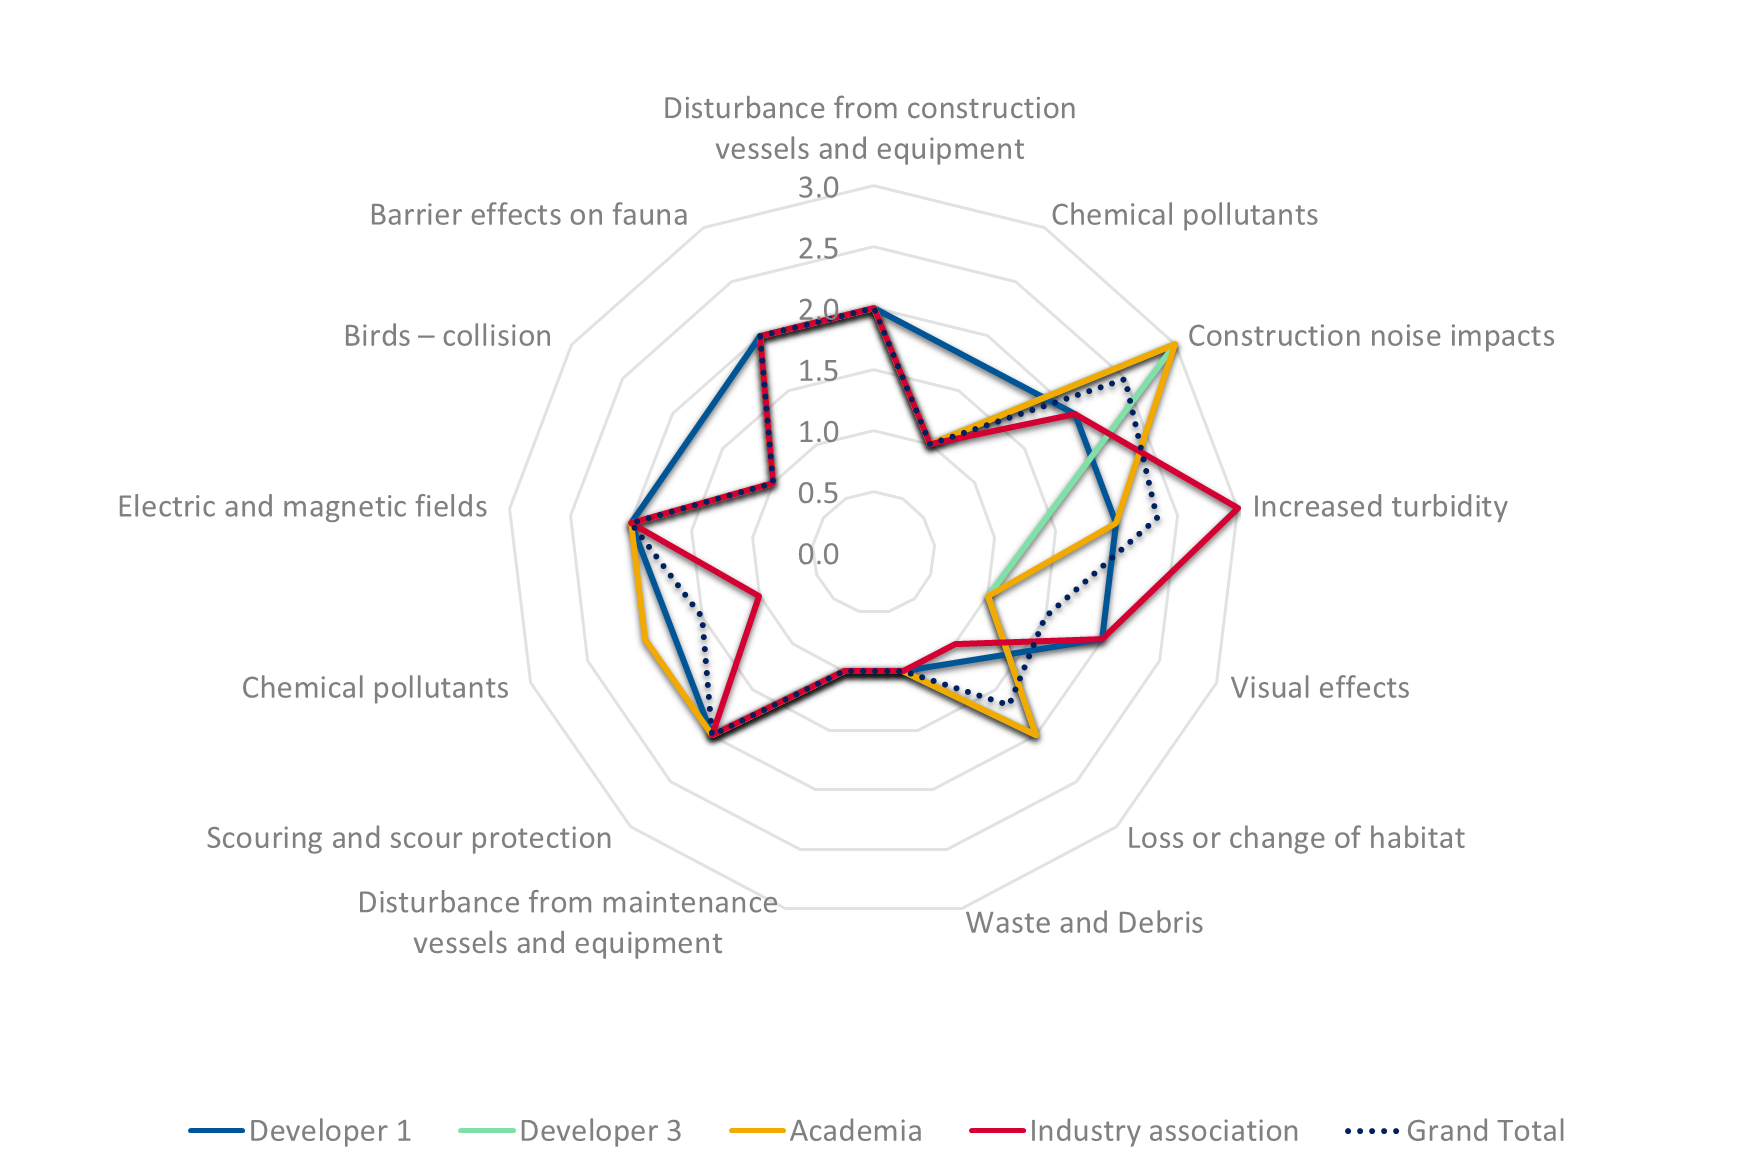 Disturbance from construction
vessels and equipment
3.0
Barrier effects on fauna
Chemical pollutants
2.5
2.0
Birds – collision
Construction noise impacts
1.5
1.0
Electric and magnetic fields
0.5
Increased turbidity
0.0
Chemical pollutants
Visual effects
Scouring and scour protection
Loss or change of habitat
Disturbance from maintenance
vessels and equipment
Waste and Debris
Developer 1
Developer 3
Academia
Industry association
Grand Total